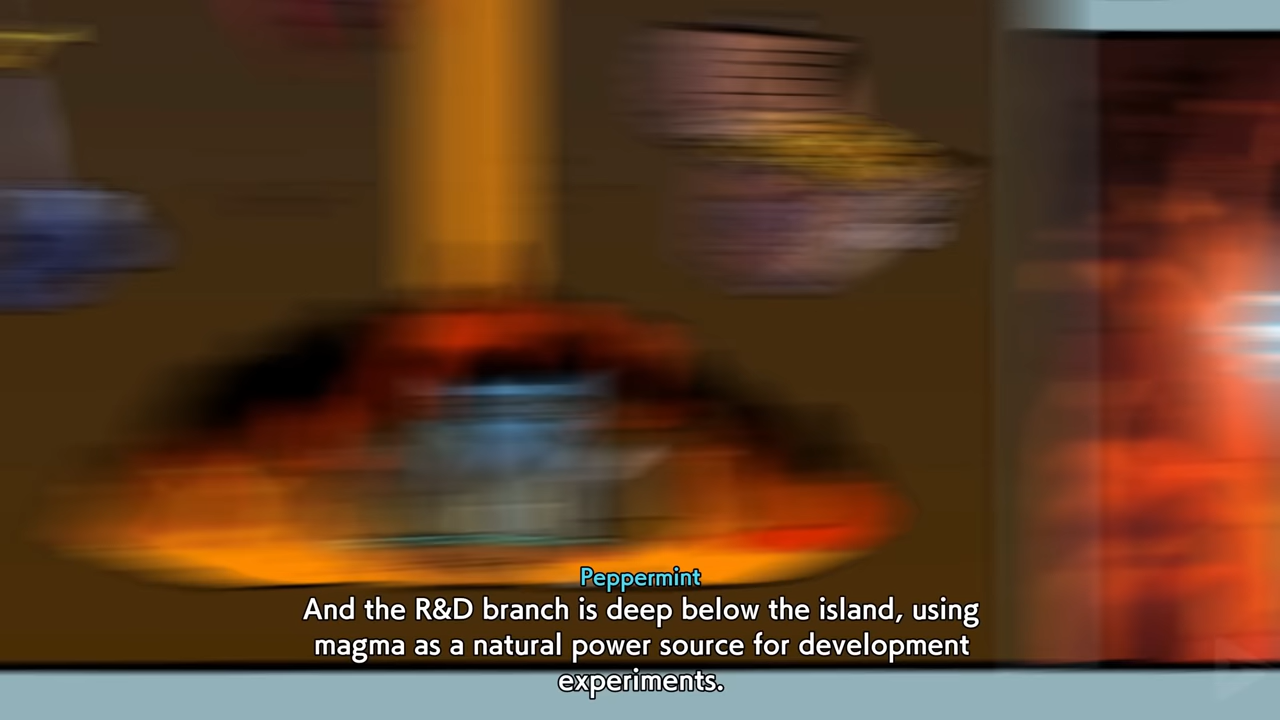 Peppermint
And the R&D branch is deep below the island, using
magma as a natural power source for development
experiments.